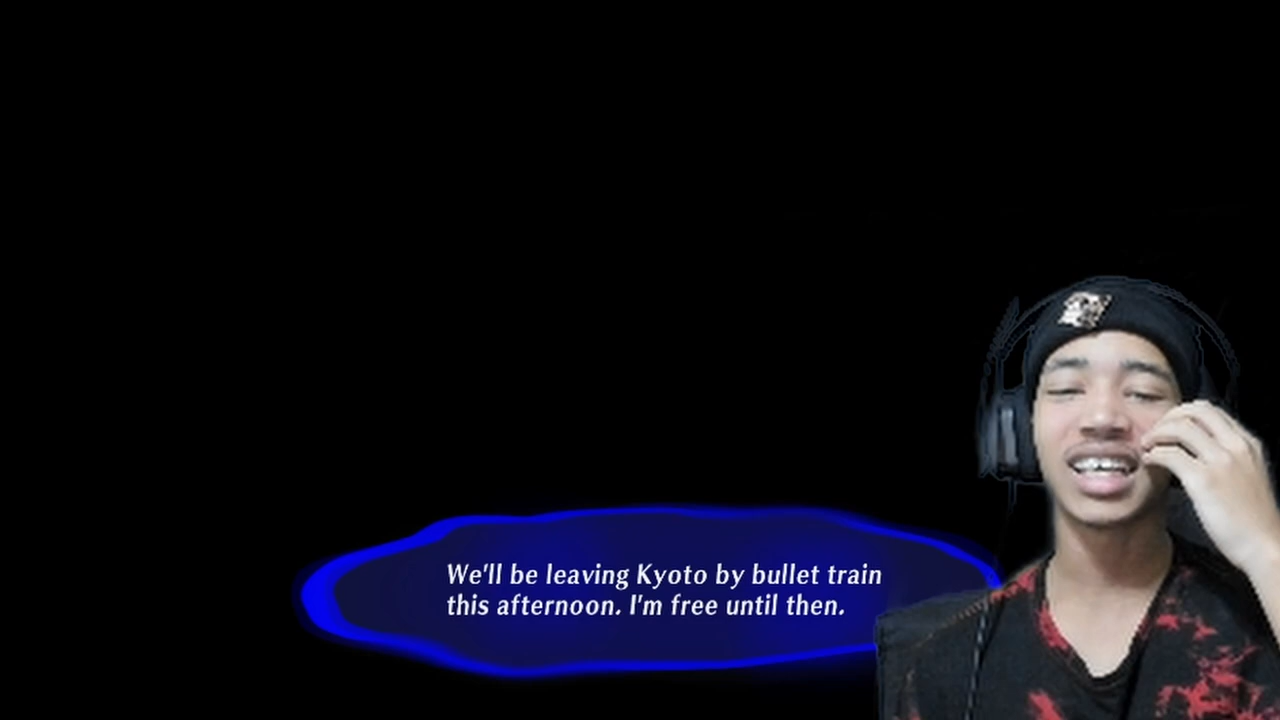 We'll be leaving Kyoto by bullet train
this afternoon. I'm free until then.